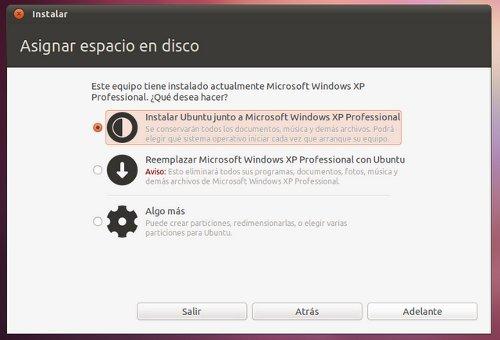 Instalar
Asignar espacio en disco
Este equipo tiene instalado actualmente Microsoft Windows XP
Professional. ¿Qué desea hacer?
Instalar Ubuntu junto a Microsoft Windows XP Professional
Se conservarán todos los documentos, música y demás archivos. Podrá
elegir qué sistema operativo iniciar cada vez que arranque su equipo.
Reemplazar Microsoft Windows XP Professional con Ubuntu
Aviso: Esto eliminará todos sus programas, documentos, fotos, música y
demás archivos de Microsoft Windows XP Professional.
Algo más
Puede crear particiones, redimensionarlas, o elegir varias
particiones para Ubuntu.
Salir
Atrás
Adelante